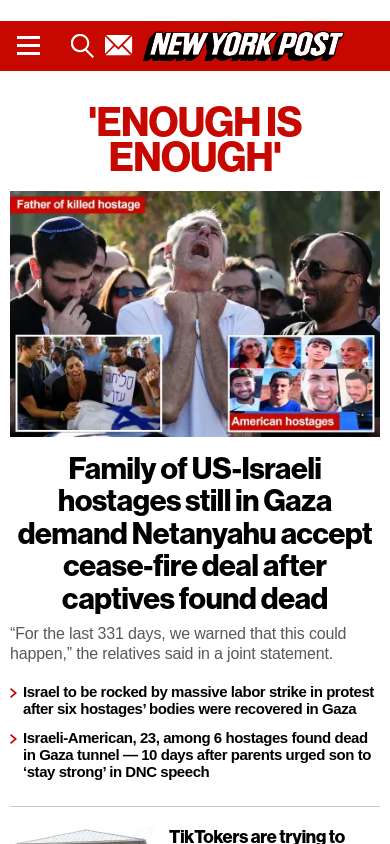 NEW YORK POST
'ENOUGH IS
ENOUGH'
Father of killed hostage
סליחה
American hostages
Family of US-Israeli
hostages still in Gaza
demand Netanyahu accept
cease-fire deal after
captives found dead
“For the last 331 days, we warned that this could
happen,” the relatives said in a joint statement.
Israel to be rocked by massive labor strike in protest
after six hostages’ bodies were recovered in Gaza
Israeli-American, 23, among 6 hostages found dead
in Gaza tunnel — 10 days after parents urged son to
‘stay strong’ in DNC speech
TikTokers are trying to